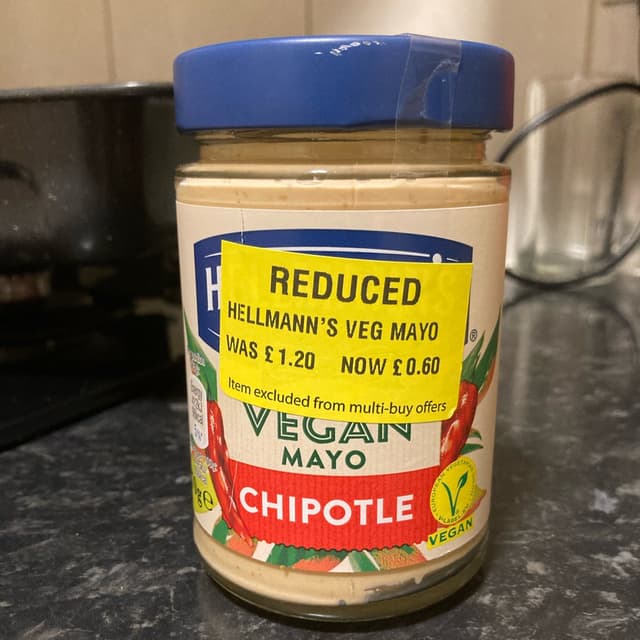 H
®
REDUCED
HELLMANN'S VEG MAYO
WAS £1.20 NOW £0.60
Item excluded from multi-buy offers
VEGAN
MAYO
CHIPOTLE
VEGAN